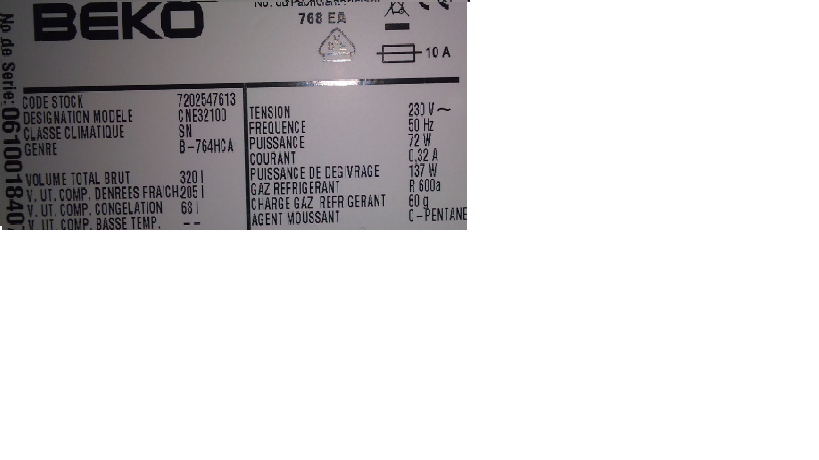 BEKO
768 EA
10 A
No de Serie: 061001840
CODE STOCK 7202547613
DESIGNATION MODELE CNE32100
CLASSE CLIMATIQUE SN
GENRE B-764HCA
VOLUME TOTAL BRUT 320 l
V. UT. COMP. DENREES FRAICH. 205 l
V. UT. COMP. CONGELATION 68 l
V. UT. COMP. BASSE TEMP. --
TENSION 230 V ~
FREQUENCE 50 Hz
PUISSANCE 72 W
COURANT 0,32 A
PUISSANCE DE DEGIVRAGE 137 W
GAZ REFRIGERANT R 600a
CHARGE GAZ REFRIGERANT 60 g
AGENT MOUSSANT C-PENTANE